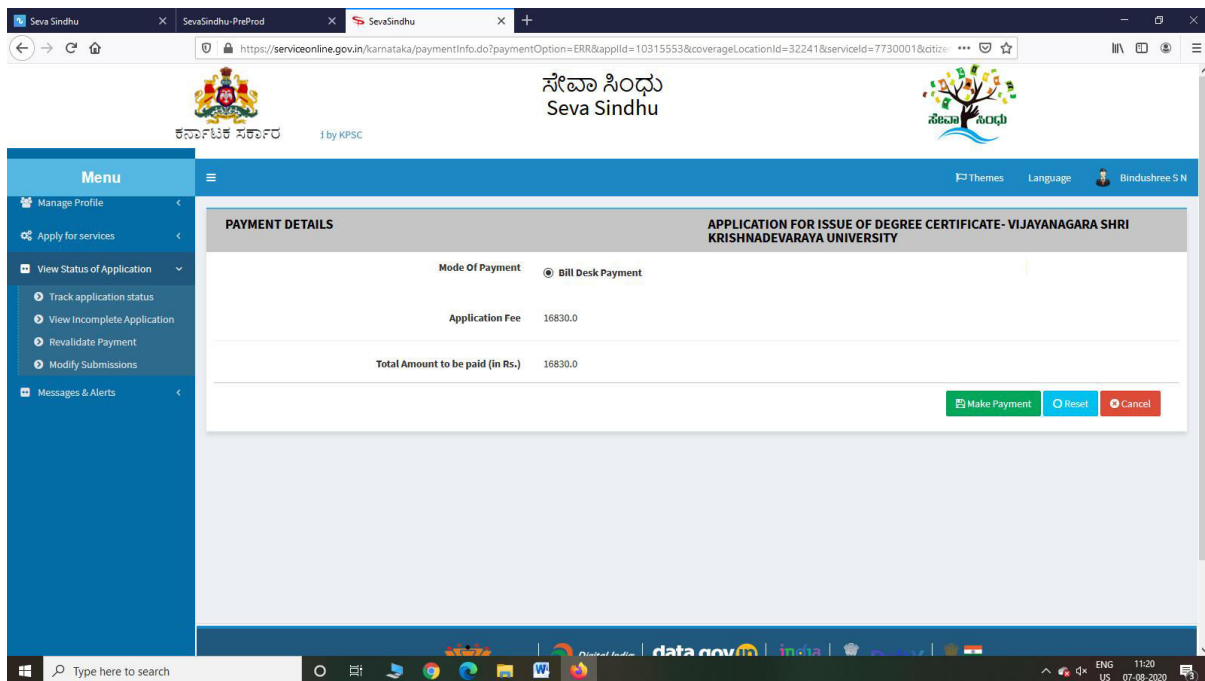 Seva Sindhu
SevaSindhu-PreProd
SevaSindhu
https://serviceonline.gov.in/karnataka/paymentInfo.do?paymentOption=ERR&applId=10315553&coverageLocationId=32241&serviceId=7730001&citize
ಕರ್ನಾಟಕ ಸರ್ಕಾರ
d by KPSC
ಸೇವಾ ಸಿಂಧು
Seva Sindhu
ಸೇವಾ ಸಿಂಧು
Menu
Themes Language Bindushree S N
Manage Profile
Apply for services
View Status of Application
Track application status
View Incomplete Application
Revalidate Payment
Modify Submissions
Messages & Alerts
PAYMENT DETAILS
APPLICATION FOR ISSUE OF DEGREE CERTIFICATE- VIJAYANAGARA SHRI
KRISHNADEVARAYA UNIVERSITY
Mode Of Payment Bill Desk Payment
Application Fee 16830.0
Total Amount to be paid (in Rs.) 16830.0
Make Payment Reset Cancel
Digital India data.gov.in india
Type here to search
ENG 11:20
US 07-08-2020
3